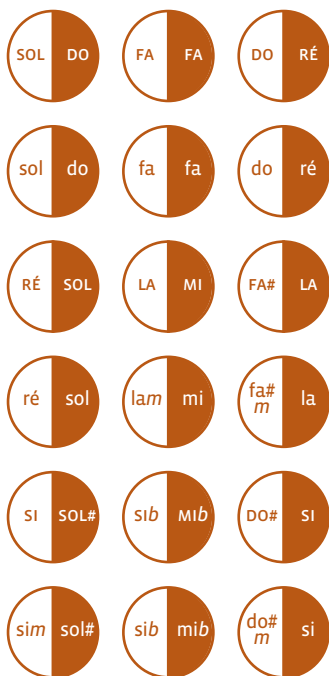 SOL DO FA FA DO RÉ
sol do fa fa do ré
RÉ SOL LA MI FA# LA
ré sol lam mi fa# m la
SI SOL# SIb MIb DO# SI
sim sol# sib mib do# m si